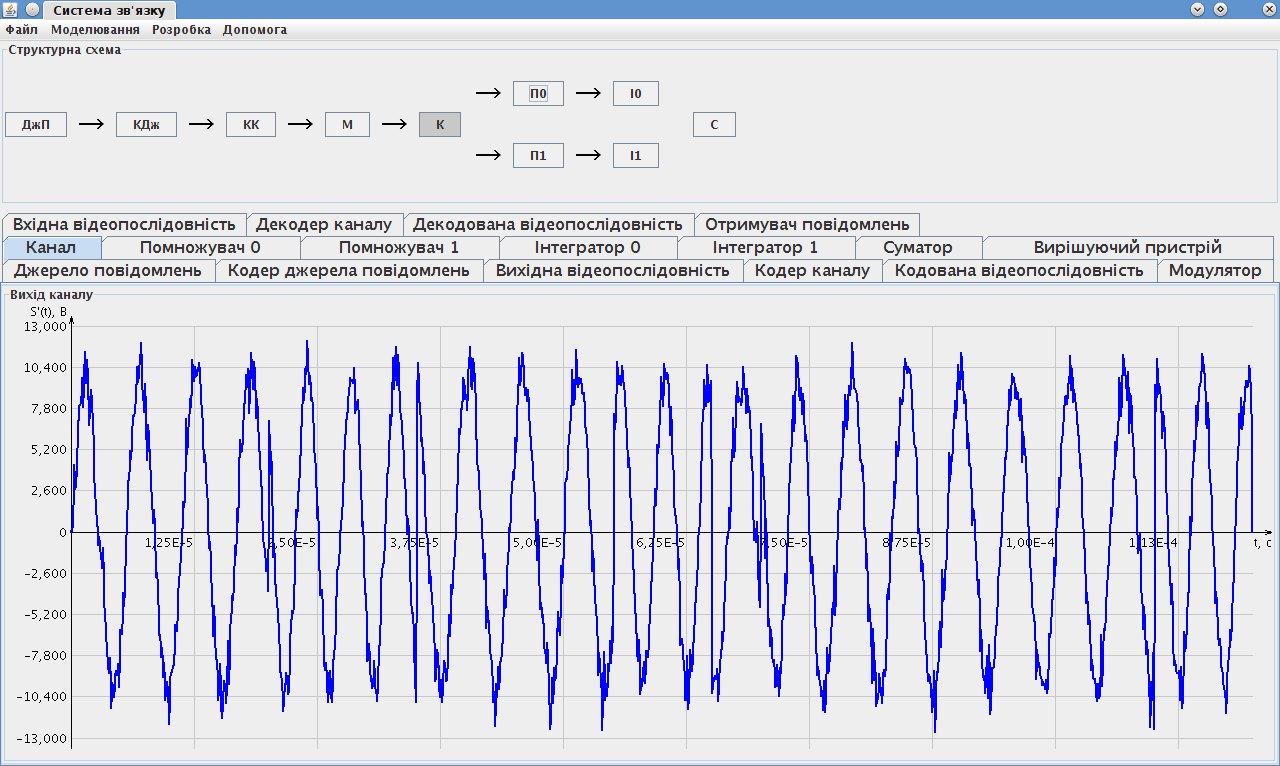 Система зв'язку
Файл Моделювання Розробка Допомога
Структурна схема
П0 І0
ДжП КДж КК М К С
П1 І1
Вхідна відеопослідовність Декодер каналу Декодована відеопослідовність Отримувач повідомлень
Канал Помножувач 0 Помножувач 1 Інтегратор 0 Інтегратор 1 Суматор Вирішуючий пристрій
Джерело повідомлень Кодер джерела повідомлень Вихідна відеопослідовність Кодер каналу Кодована відеопослідовність Модулятор
Вихід каналу
S'(t), В
13,000
10,400
7,800
5,200
2,600
0
1,25E-5 2,50E-5 3,75E-5 5,00E-5 6,25E-5 7,50E-5 8,75E-5 1,00E-4 1,13E-4 t, с
-2,600
-5,200
-7,800
-10,400
-13,000